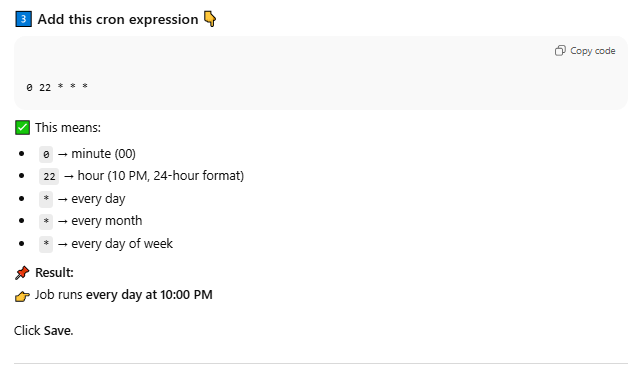 3 Add this cron expression 👇
Copy code
0 22 * * *
✅ This means:
• 0 → minute (00)
• 22 → hour (10 PM, 24-hour format)
• * → every day
• * → every month
• * → every day of week
📌 Result:
👉 Job runs every day at 10:00 PM
Click Save.